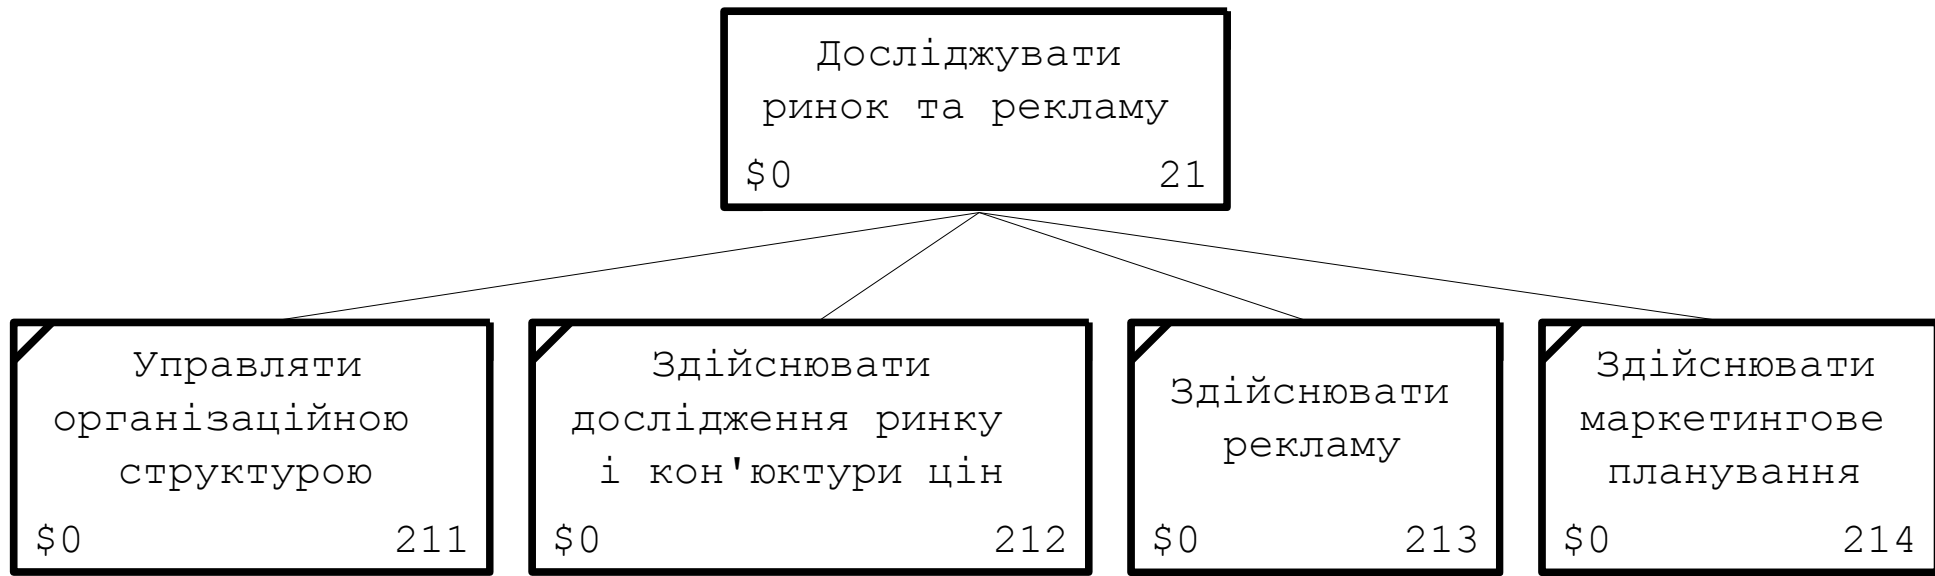 Досліджувати
ринок та рекламу
$0 21
Управляти
організаційною
структурою
$0 211
Здійснювати
дослідження ринку
і кон'юктури цін
$0 212
Здійснювати
рекламу
$0 213
Здійснювати
маркетингове
планування
$0 214